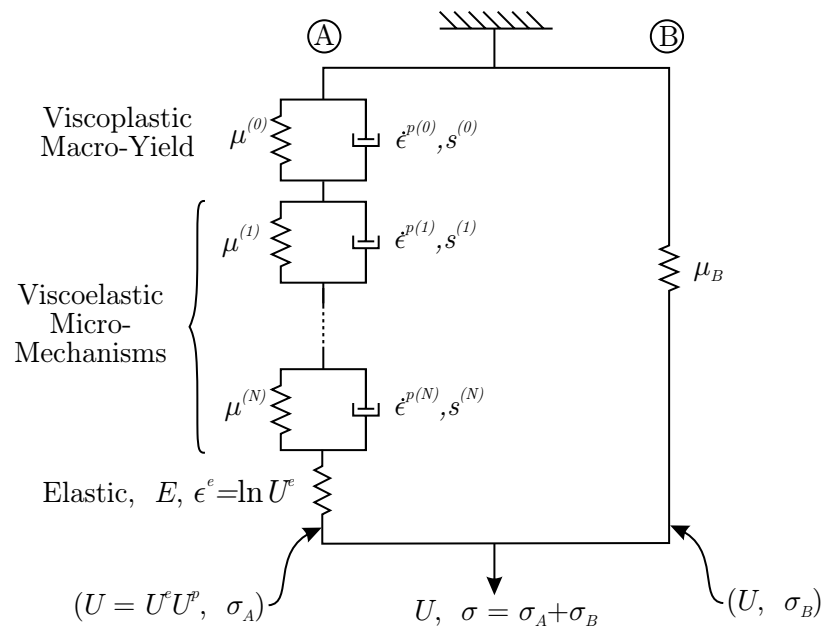 A
B
Viscoplastic
Macro-Yield
μ^(0)
ϵ̇^p(0), s^(0)
μ^(1)
ϵ̇^p(1), s^(1)
μ_B
Viscoelastic
Micro-
Mechanisms
μ^(N)
ϵ̇^p(N), s^(N)
Elastic, E, ϵ^e=ln U^e
(U = U^e U^p, σ_A)
U, σ = σ_A+σ_B
(U, σ_B)